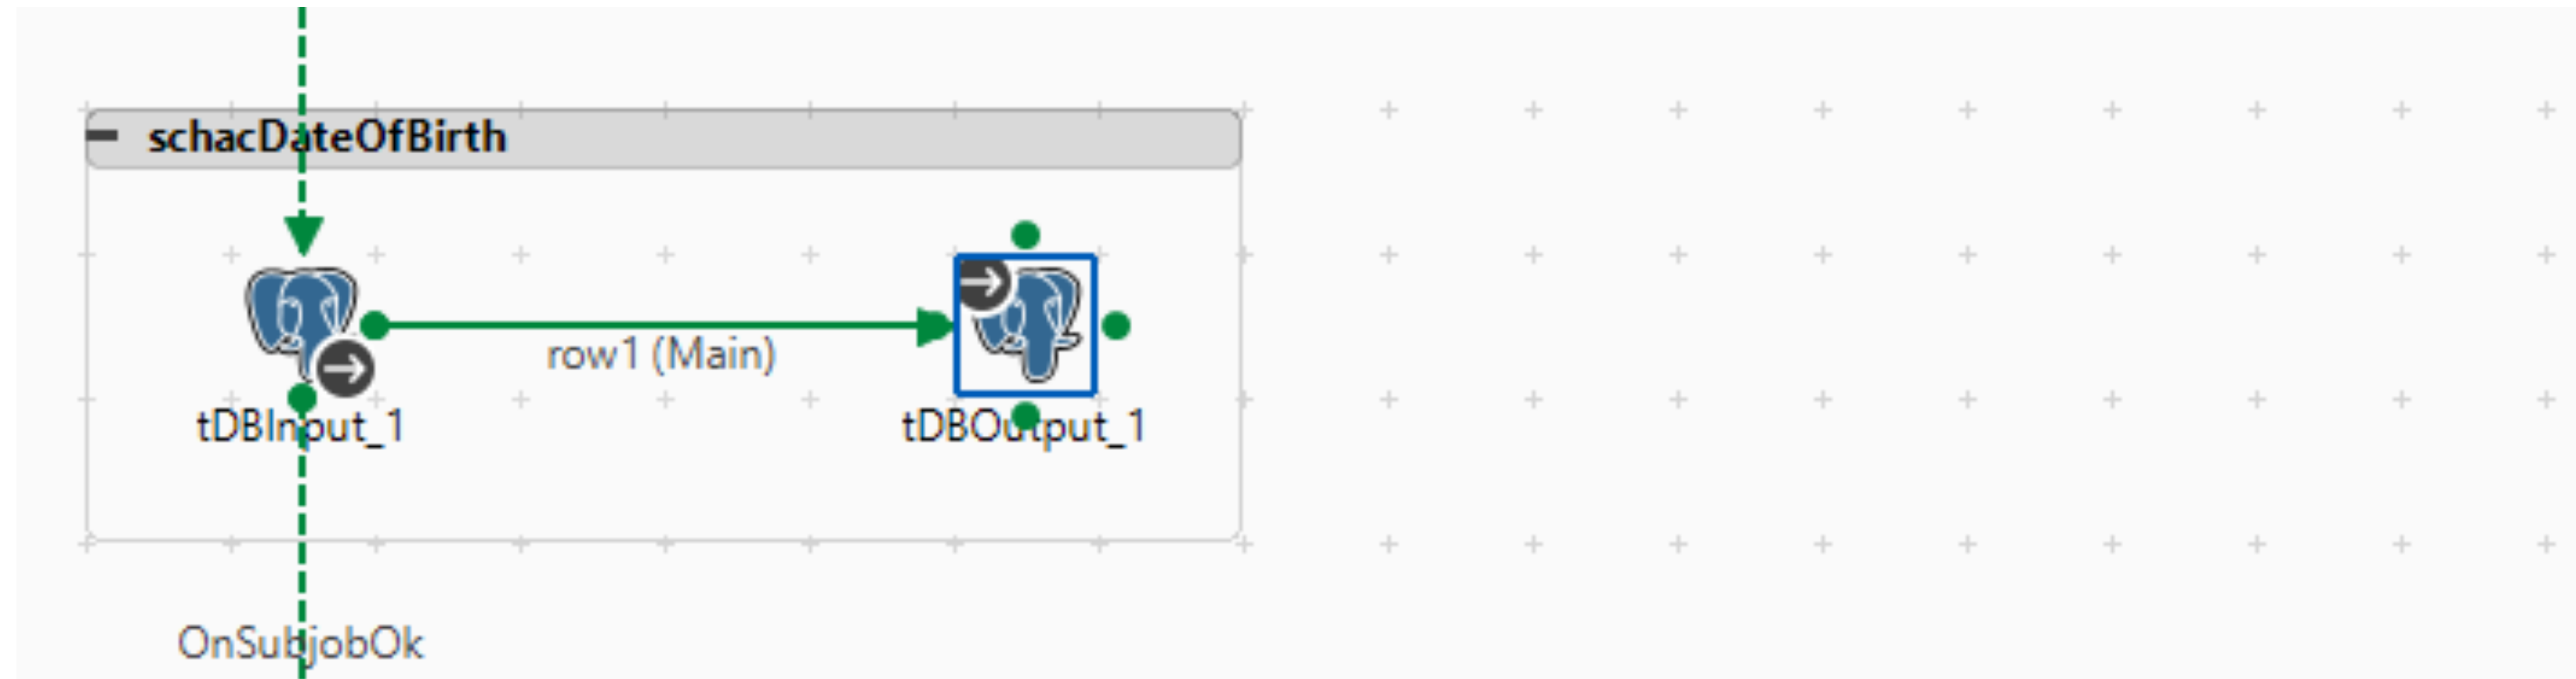 schacDateOfBirth
row1 (Main)
tDBInput_1
tDBOutput_1
OnSubjobOk